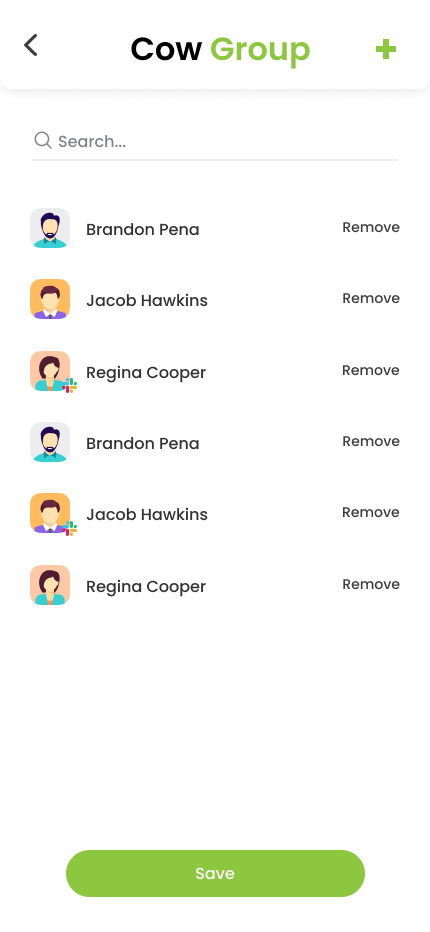 Cow Group
Search...
Brandon Pena Remove
Jacob Hawkins Remove
Regina Cooper Remove
Brandon Pena Remove
Jacob Hawkins Remove
Regina Cooper Remove
Save